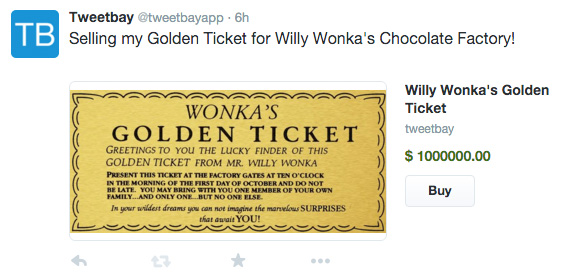 TB
Tweetbay @tweetbayapp · 6h
Selling my Golden Ticket for Willy Wonka's Chocolate Factory!
WONKA'S
GOLDEN TICKET
GREETINGS TO YOU THE LUCKY FINDER OF THIS
GOLDEN TICKET FROM MR. WILLY WONKA
PRESENT THIS TICKET AT THE FACTORY GATES AT TEN O'CLOCK
IN THE MORNING OF THE FIRST DAY OF OCTOBER AND DO NOT
BE LATE. YOU MAY BRING WITH YOU ONE MEMBER OF YOUR OWN
FAMILY...AND ONLY ONE...BUT NO ONE ELSE.
In your wildest dreams you can not imagine the marvelous SURPRISES
that await YOU!
Willy Wonka's Golden
Ticket
tweetbay
$ 1000000.00
Buy